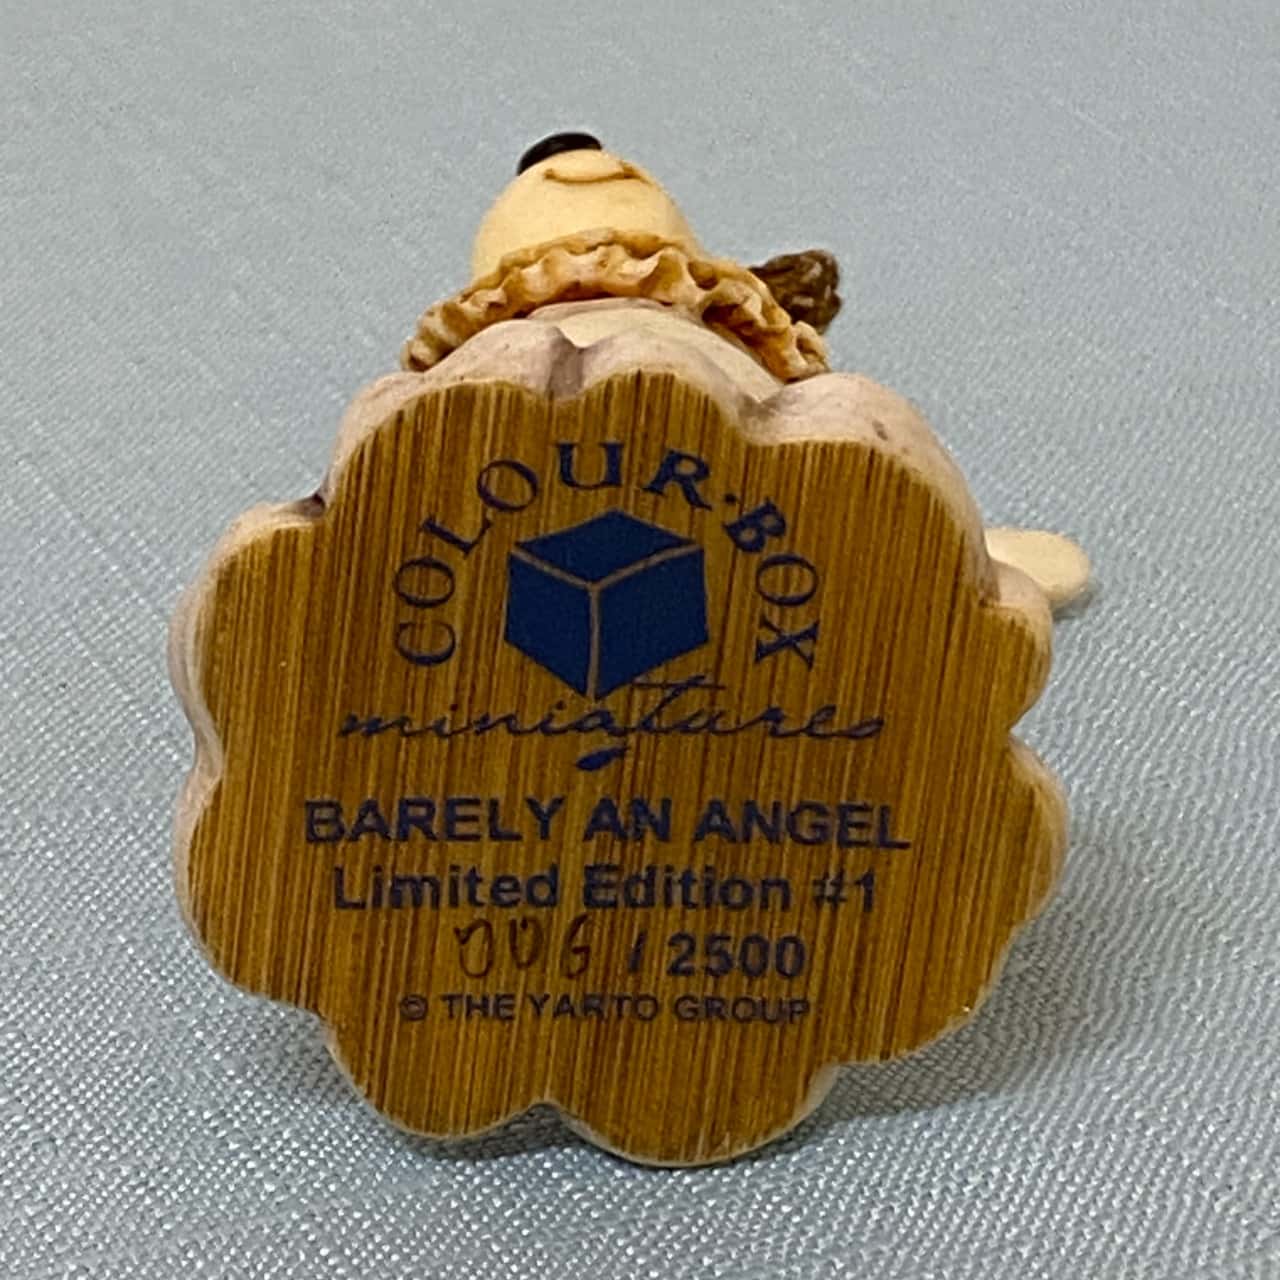 COLOUR·BOX
miniatures
BARELY AN ANGEL
Limited Edition #1
006 / 2500
© THE YARTO GROUP